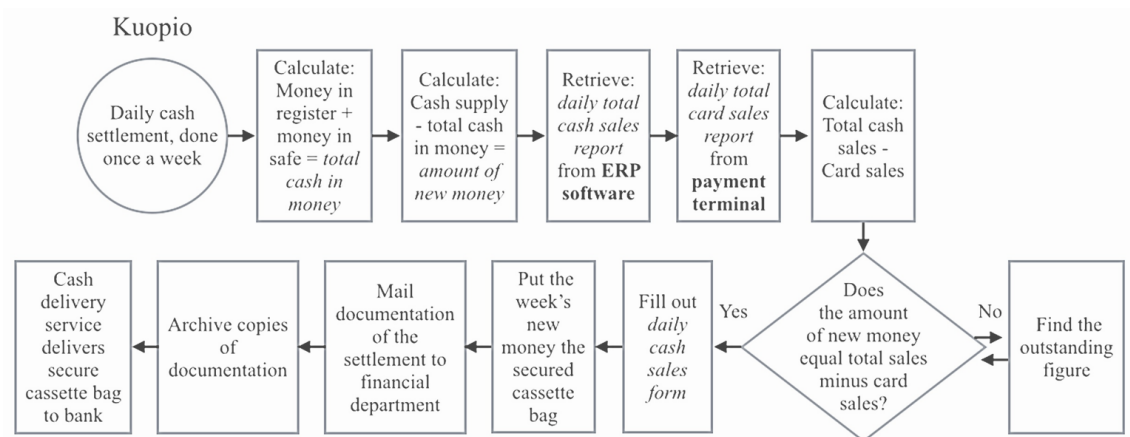 Kuopio
Daily cash
settlement, done
once a week
Calculate:
Money in
register +
money in
safe = total
cash in
money
Calculate:
Cash supply
- total cash
in money =
amount of
new money
Retrieve:
daily total
cash sales
report
from ERP
software
Retrieve:
daily total
card sales
report
from
payment
terminal
Calculate:
Total cash
sales -
Card sales
Does
the amount
of new money
equal total sales
minus card
sales?
No
Find the
outstanding
figure
Yes
Fill out
daily
cash
sales
form
Put the
week's
new
money the
secured
cassette
bag
Mail
documentation
of the
settlement to
financial
department
Archive copies
of
documentation
Cash
delivery
service
delivers
secure
cassette bag
to bank